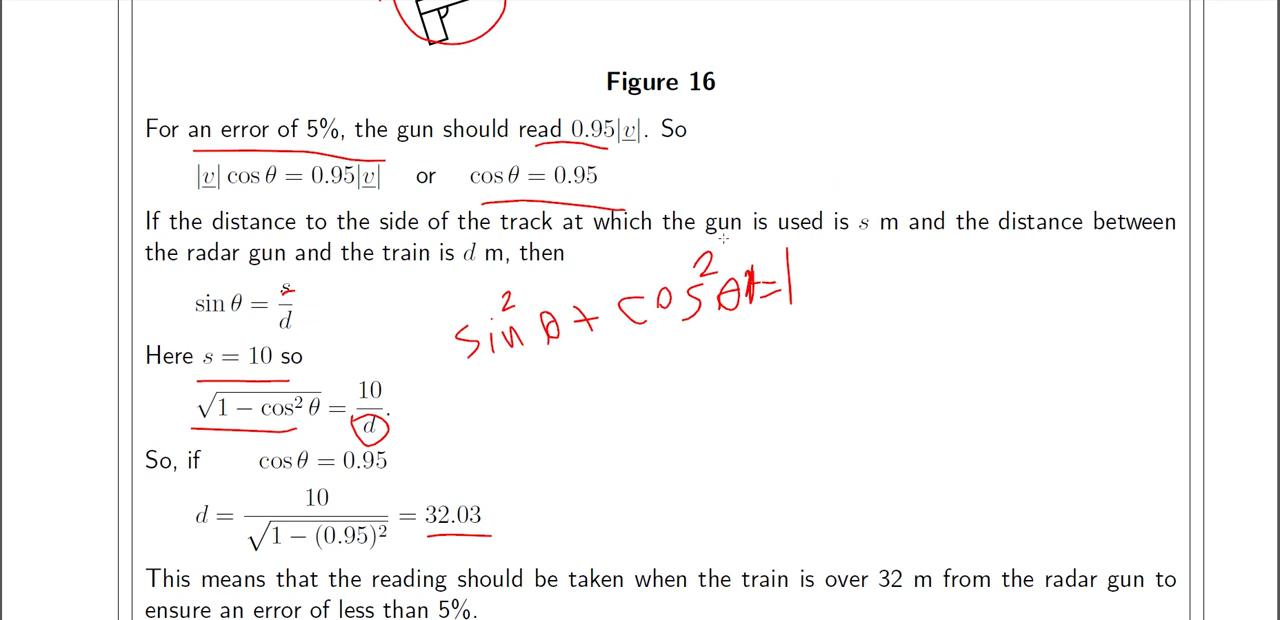 Figure 16
For an error of 5%, the gun should read 0.95|v|. So
|v| cos θ = 0.95|v| or cos θ = 0.95
If the distance to the side of the track at which the gun is used is s m and the distance between
the radar gun and the train is d m, then
sin θ = s/d
sin² θ + cos² θ = 1
Here s = 10 so
√(1 − cos² θ) = 10/d.
So, if cos θ = 0.95
d = 10/√(1 − (0.95)²) = 32.03
This means that the reading should be taken when the train is over 32 m from the radar gun to
ensure an error of less than 5%.